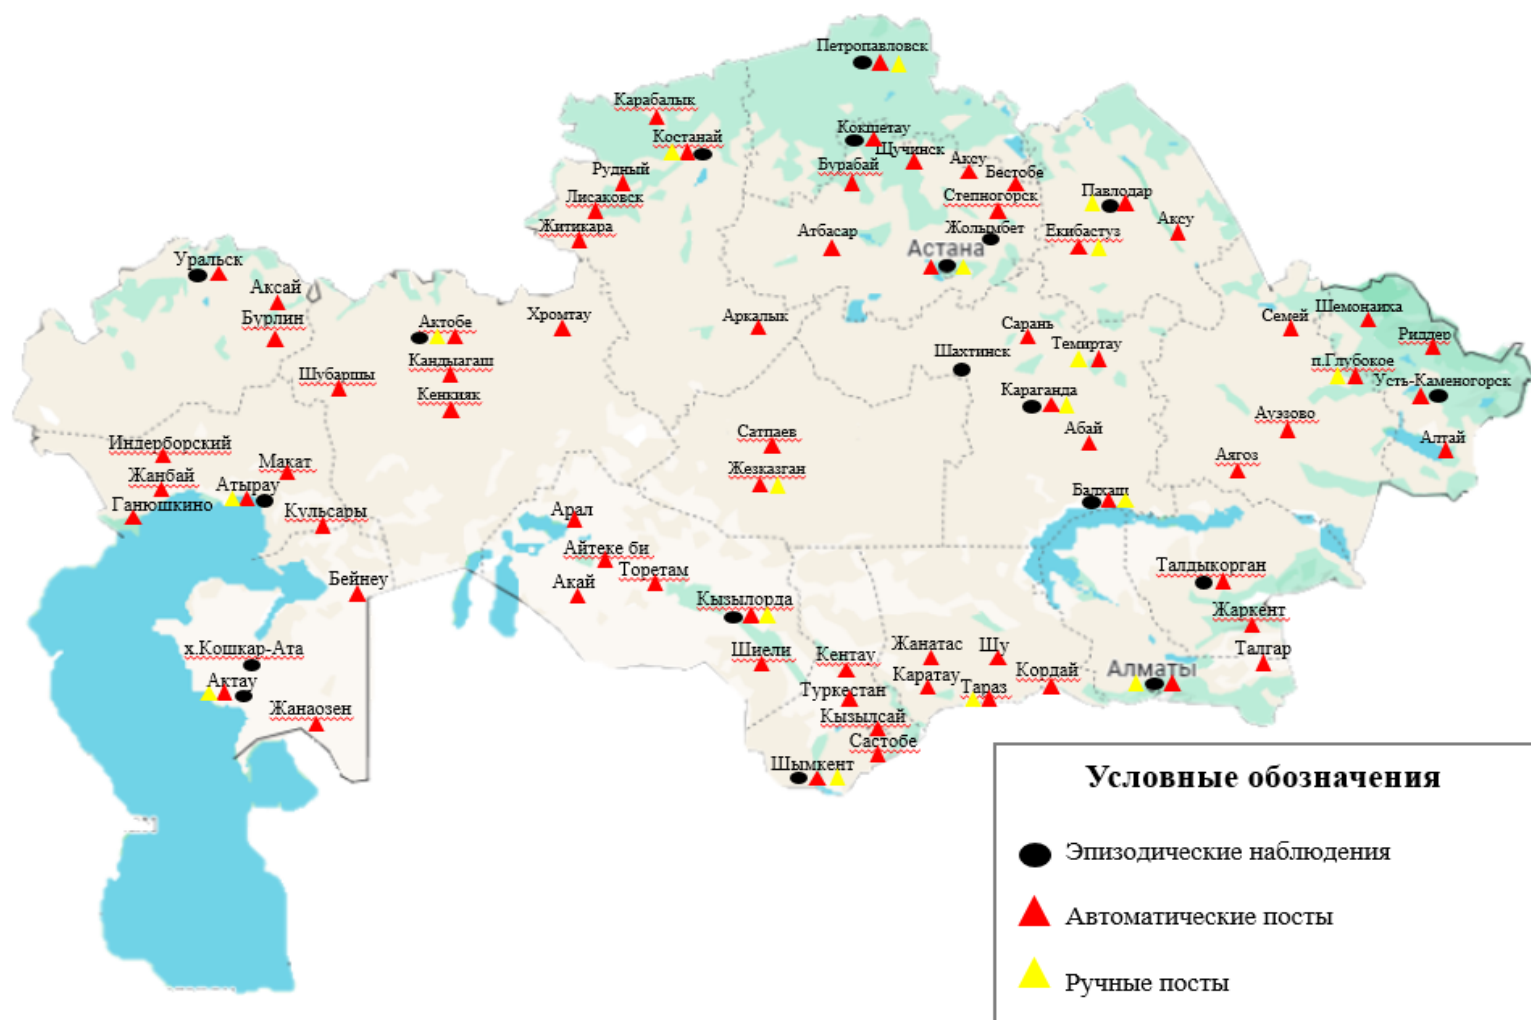 Петропавловск
Карабалык
Костанай
Кокшетау
Щучинск
Бурабай
Аксу
Бестобе
Рудный
Лисаковск
Степногорск
Павлодар
Житикара
Атбасар
Жолымбет
Екибастуз
Аксу
Астана
Уральск
Аксай
Бурлин
Актобе
Хромтау
Аркалык
Сарань
Семей
Шемонаиха
Риддер
Шахтинск
Темиртау
п.Глубокое
Усть-Каменогорск
Шубаршы
Кандыагаш
Кенкияк
Караганда
Абай
Ауэзово
Алтай
Сатпаев
Индерборский
Макат
Жанбай
Атырау
Жезказган
Аягоз
Ганюшкино
Кульсары
Балхаш
Арал
Айтеке би
Торетам
Акай
Бейнеу
Талдыкорган
Кызылорда
Жаркент
х.Кошкар-Ата
Шиели
Кентау
Жанатас
Шу
Талгар
Актау
Туркестан
Каратау
Тараз
Кордай
Алматы
Жанаозен
Кызылсай
Састобе
Шымкент
Условные обозначения
Эпизодические наблюдения
Автоматические посты
Ручные посты